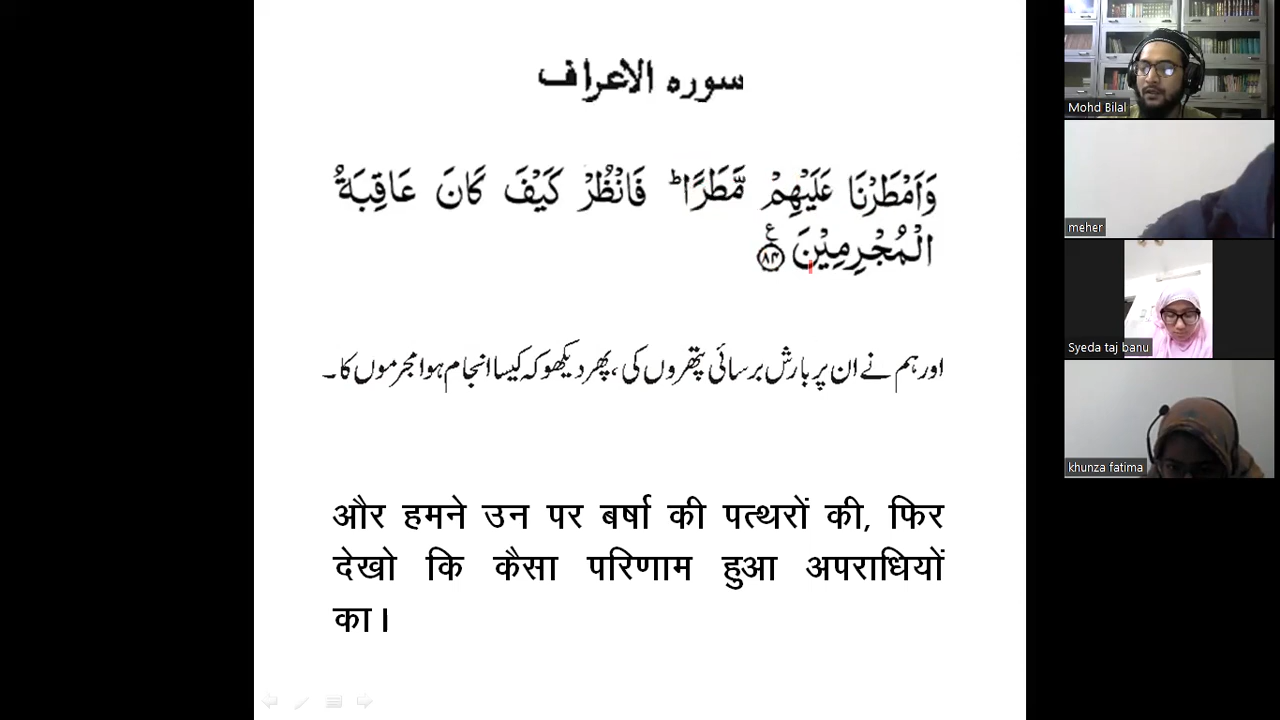 سورہ الاعراف
وَاَمْطَرْنَا عَلَيْهِمْ مَّطَرًا ؕ فَانْظُرْ كَيْفَ كَانَ عَاقِبَةُ
الْمُجْرِمِيْنَ ۸۴ ع
اور ہم نے ان پر بارش برسائی پتھروں کی، پھر دیکھو کہ کیسا انجام ہوا مجرموں کا۔
और हमने उन पर बर्षा की पत्थरों की, फिर
देखो कि कैसा परिणाम हुआ अपराधियों
का।
Mohd Bilal
meher
Syeda taj banu
khunza fatima